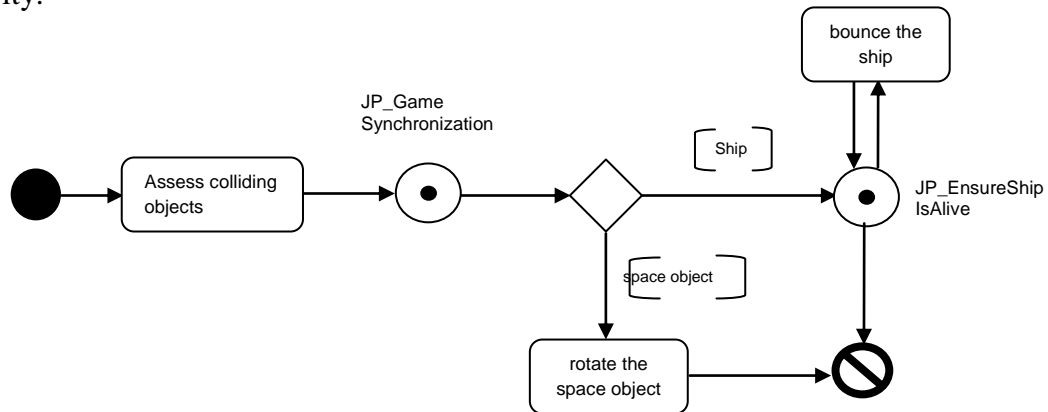 ity.
bounce the
ship
JP_Game
Synchronization
Ship
Assess colliding
objects
JP_EnsureShip
IsAlive
space object
rotate the
space object